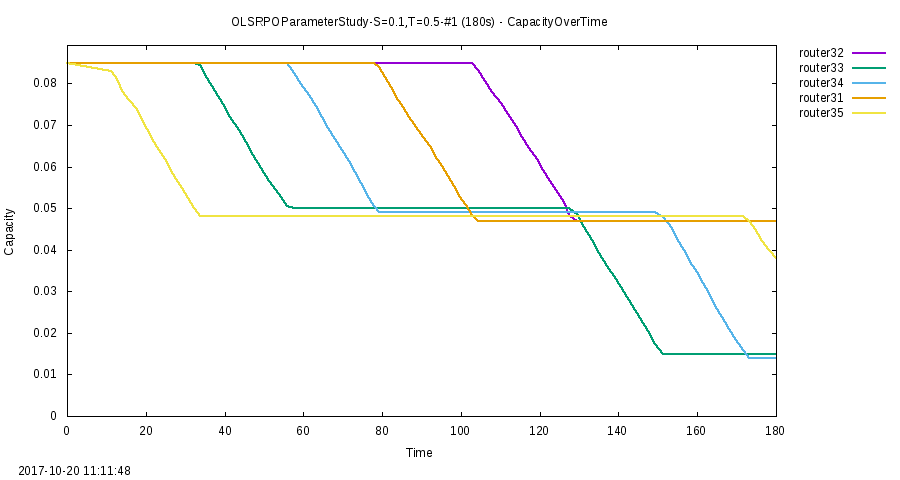 OLSRPOParameterStudy-S=0.1,T=0.5-#1 (180s) - CapacityOverTime
router32
router33
router34
router31
router35
0.08
0.07
0.06
0.05
0.04
0.03
0.02
0.01
0
Capacity
0 20 40 60 80 100 120 140 160 180
Time
2017-10-20 11:11:48